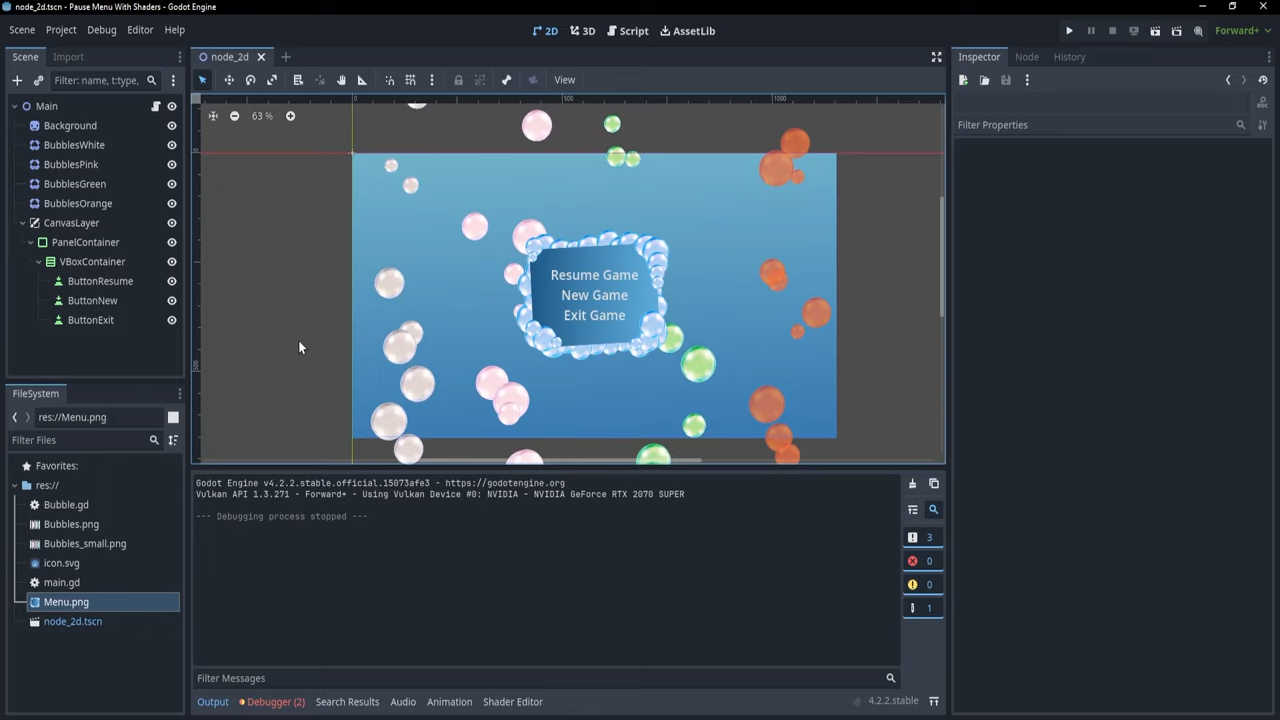 node_2d.tscn - Pause Menu With Shaders - Godot Engine
Scene Project Debug Editor Help
2D 3D Script AssetLib
Forward+
Scene Import
Filter: name, t:type,
Main
Background
BubblesWhite
BubblesPink
BubblesGreen
BubblesOrange
CanvasLayer
PanelContainer
VBoxContainer
ButtonResume
ButtonNew
ButtonExit
FileSystem
res://Menu.png
Filter Files
Favorites:
res://
Bubble.gd
Bubbles.png
Bubbles_small.png
icon.svg
main.gd
Menu.png
node_2d.tscn
node_2d
View
0 500 1000
63 %
0
500
Resume Game
New Game
Exit Game
Godot Engine v4.2.2.stable.official.15073afe3 - https://godotengine.org
Vulkan API 1.3.271 - Forward+ - Using Vulkan Device #0: NVIDIA - NVIDIA GeForce RTX 2070 SUPER
--- Debugging process stopped ---
3
0
0
1
Filter Messages
Output Debugger (2) Search Results Audio Animation Shader Editor
4.2.2.stable
Inspector Node History
Filter Properties